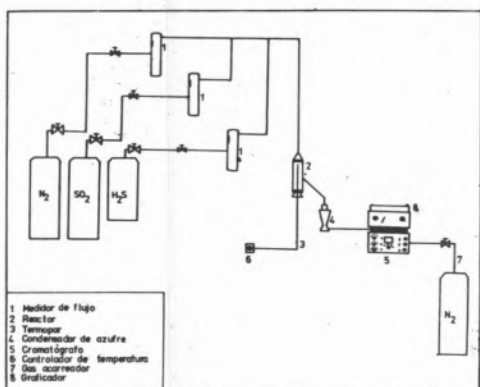 1
1
1
N2
SO2
H2S
2
4
8
6
3
5
7
N2
1 Medidor de flujo
2 Reactor
3 Termopar
4 Condensador de azufre
5 Cromatógrafo
6 Controlador de temperatura
7 Gas acarreador
8 Graficador